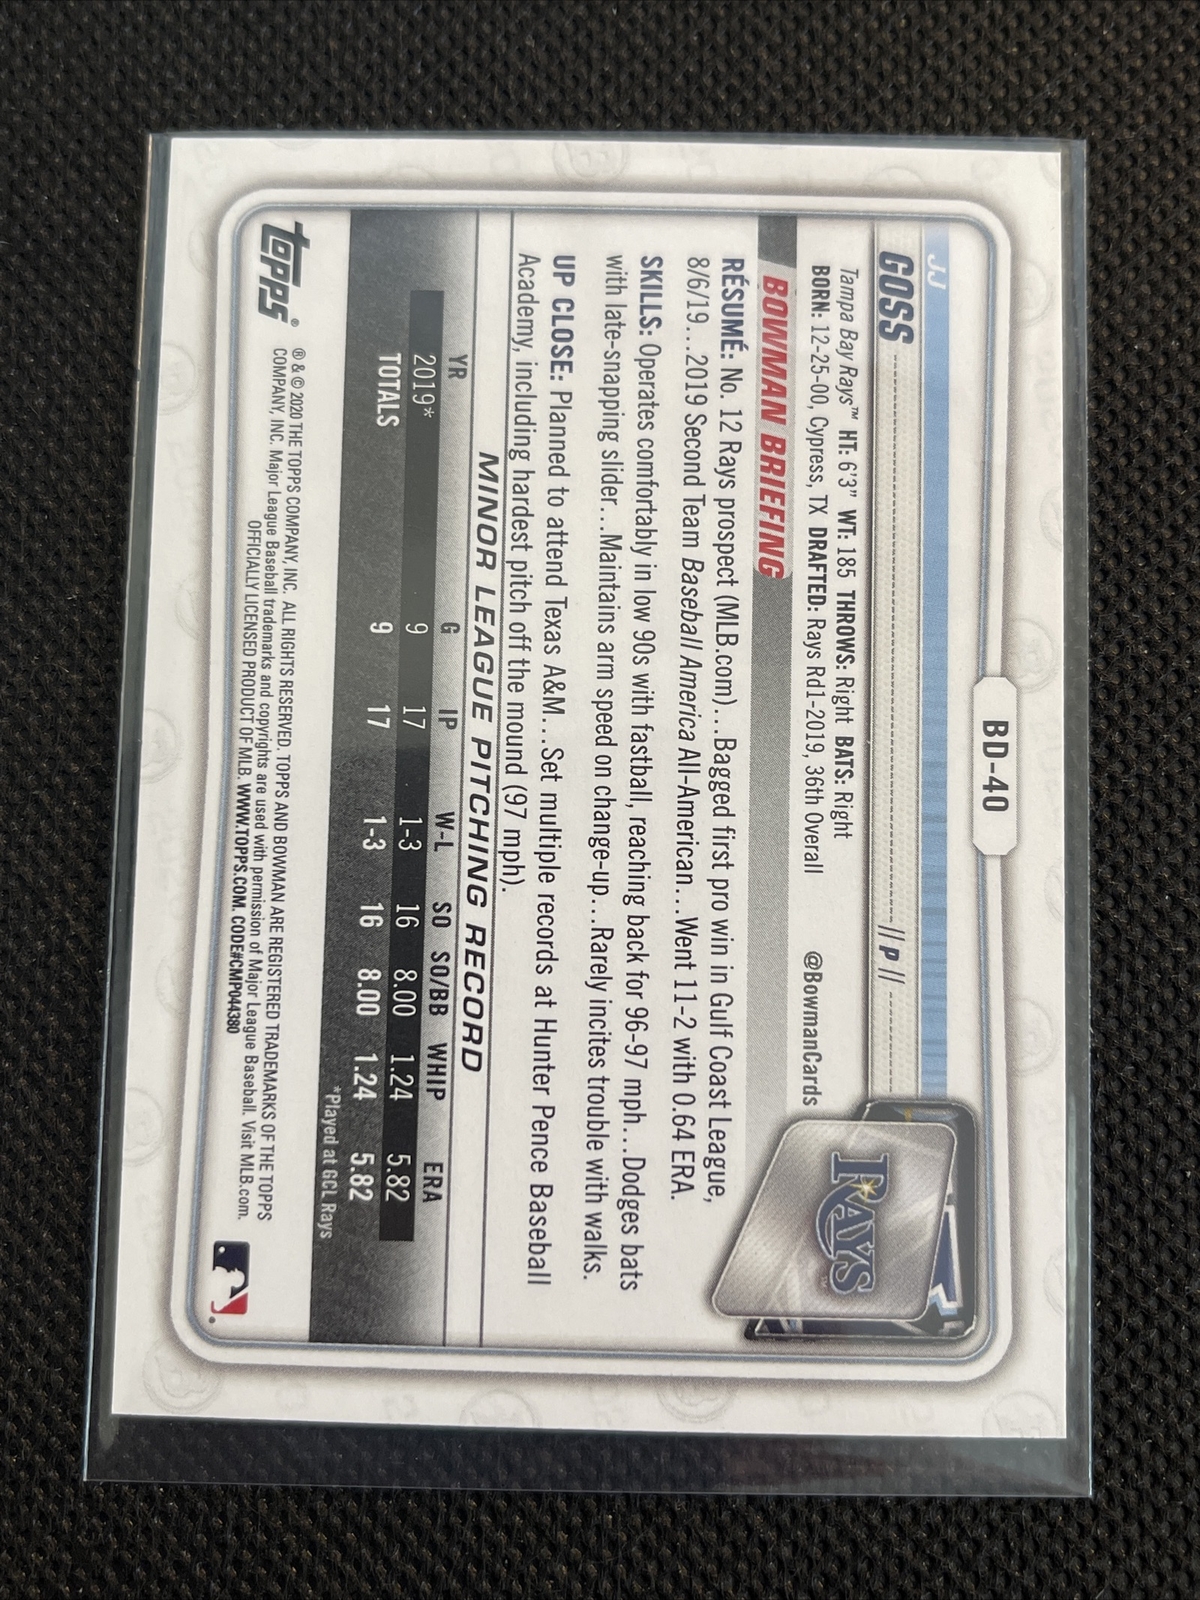 BD-40
JJ
GOSS
|| P ||
Tampa Bay Rays™ HT: 6'3" WT: 185 THROWS: Right BATS: Right
BORN: 12-25-00, Cypress, TX DRAFTED: Rays Rd1-2019, 36th Overall
@BowmanCards
RAYS
BOWMAN BRIEFING
RÉSUMÉ: No. 12 Rays prospect (MLB.com)...Bagged first pro win in Gulf Coast League,
8/6/19...2019 Second Team Baseball America All-American...Went 11-2 with 0.64 ERA.
SKILLS: Operates comfortably in low 90s with fastball, reaching back for 96-97 mph...Dodges bats
with late-snapping slider...Maintains arm speed on change-up...Rarely incites trouble with walks.
UP CLOSE: Planned to attend Texas A&M...Set multiple records at Hunter Pence Baseball
Academy, including hardest pitch off the mound (97 mph).
MINOR LEAGUE PITCHING RECORD
YR G IP W-L SO SO/BB WHIP ERA
2019* 9 17 1-3 16 8.00 1.24 5.82
TOTALS 9 17 1-3 16 8.00 1.24 5.82
*Played at GCL Rays
topps®
® & © 2020 THE TOPPS COMPANY, INC. ALL RIGHTS RESERVED. TOPPS AND BOWMAN ARE REGISTERED TRADEMARKS OF THE TOPPS
COMPANY, INC. Major League Baseball trademarks and copyrights are used with permission of Major League Baseball. Visit MLB.com.
OFFICIALLY LICENSED PRODUCT OF MLB. WWW.TOPPS.COM. CODE#CMP044380